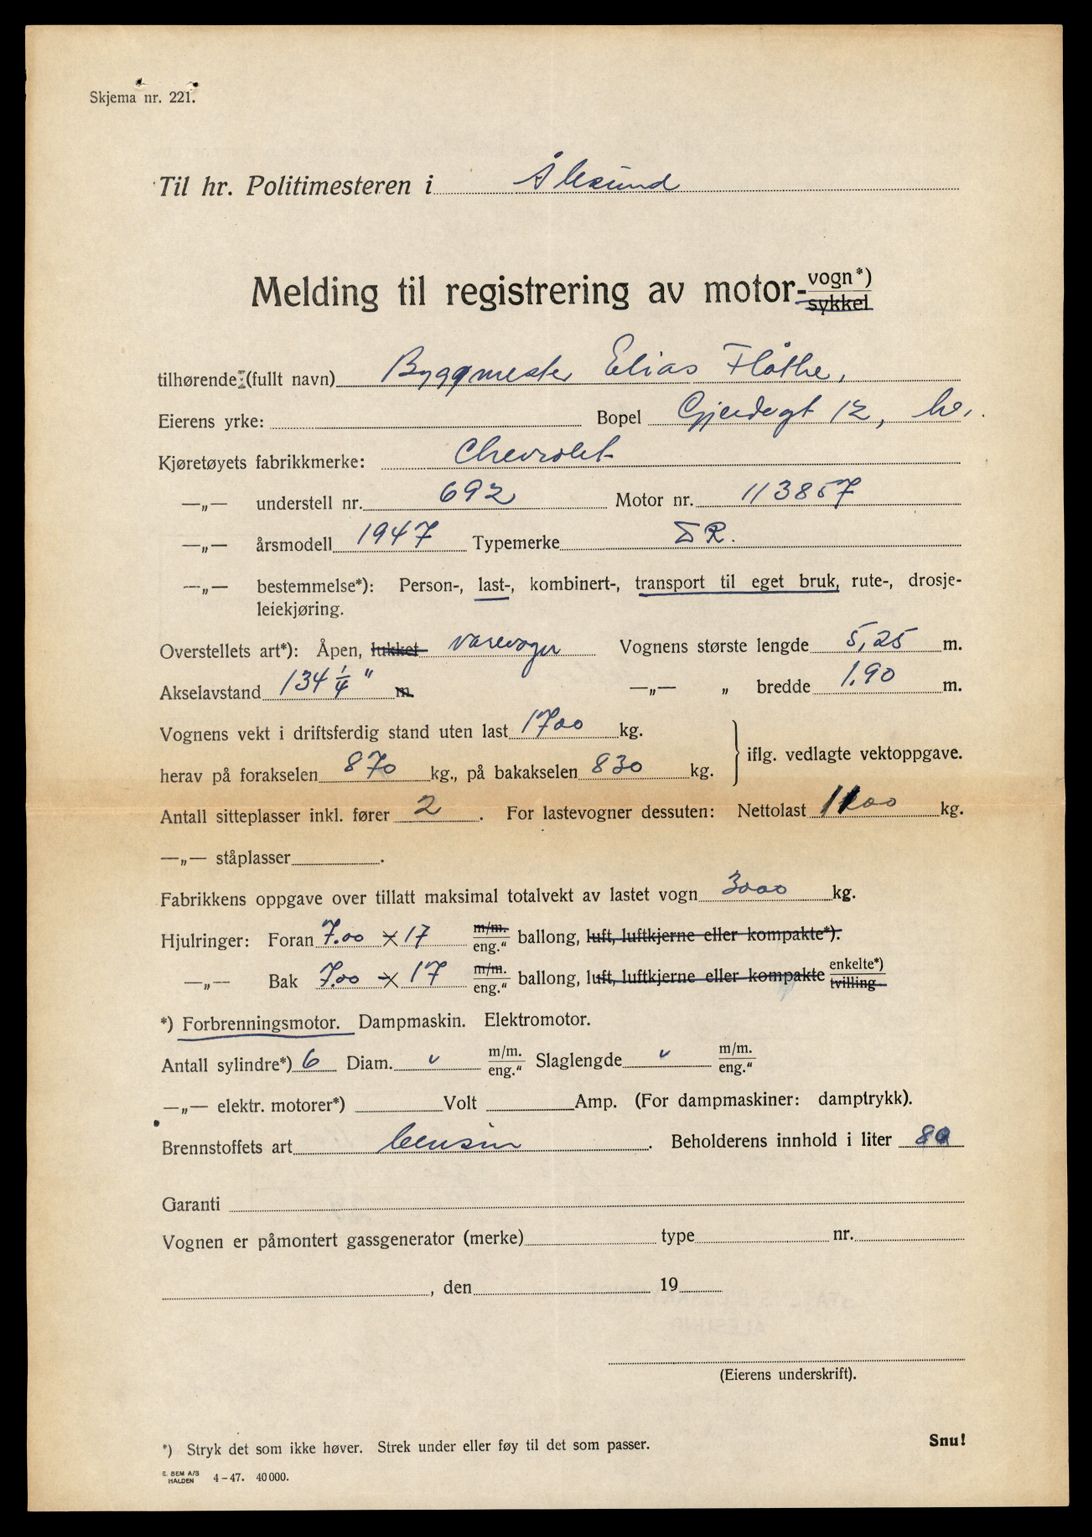 Skjema nr. 221.
Til hr. Politimesteren i Ålesund
Melding til registrering av motor-vogn*)
sykkel
tilhørende: (fullt navn) Byggmester Elias Flåthe,
Eierens yrke: Bopel Gjerdegt 12, her.
Kjøretøyets fabrikkmerke: Chevrolet
—„— understell nr. 692 Motor nr. 113857
—„— årsmodell 1947 Typemerke ER.
—„— bestemmelse*): Person-, last-, kombinert-, transport til eget bruk, rute-, drosje-
leiekjøring.
Overstellets art*): Åpen, lukket varevogn Vognens største lengde 5,25 m.
Akselavstand 134 1/4 " m. —„— „ bredde 1.90 m.
Vognens vekt i driftsferdig stand uten last 1700 kg.
iflg. vedlagte vektoppgave.
herav på forakselen 870 kg., på bakakselen 830 kg.
Antall sitteplasser inkl. fører 2. For lastevogner dessuten: Nettolast 1100 kg.
—„— ståplasser .
Fabrikkens oppgave over tillatt maksimal totalvekt av lastet vogn 3000 kg.
Hjulringer: Foran 7.00 × 17 m/m. eng." ballong, luft, luftkjerne eller kompakte*).
—„— Bak 7.00 × 17 m/m. eng." ballong, luft, luftkjerne eller kompakte enkelte*) tvilling
*) Forbrenningsmotor. Dampmaskin. Elektromotor.
Antall sylindre*) 6 Diam. " m/m. eng." Slaglengde " m/m. eng."
—„— elektr. motorer*) Volt Amp. (For dampmaskiner: damptrykk).
Brennstoffets art bensin. Beholderens innhold i liter 80
Garanti
Vognen er påmontert gassgenerator (merke) type nr.
, den 19
(Eierens underskrift).
*) Stryk det som ikke høver. Strek under eller føy til det som passer.
Snu!
E. SEM A/S
HALDEN 4-47. 40 000.